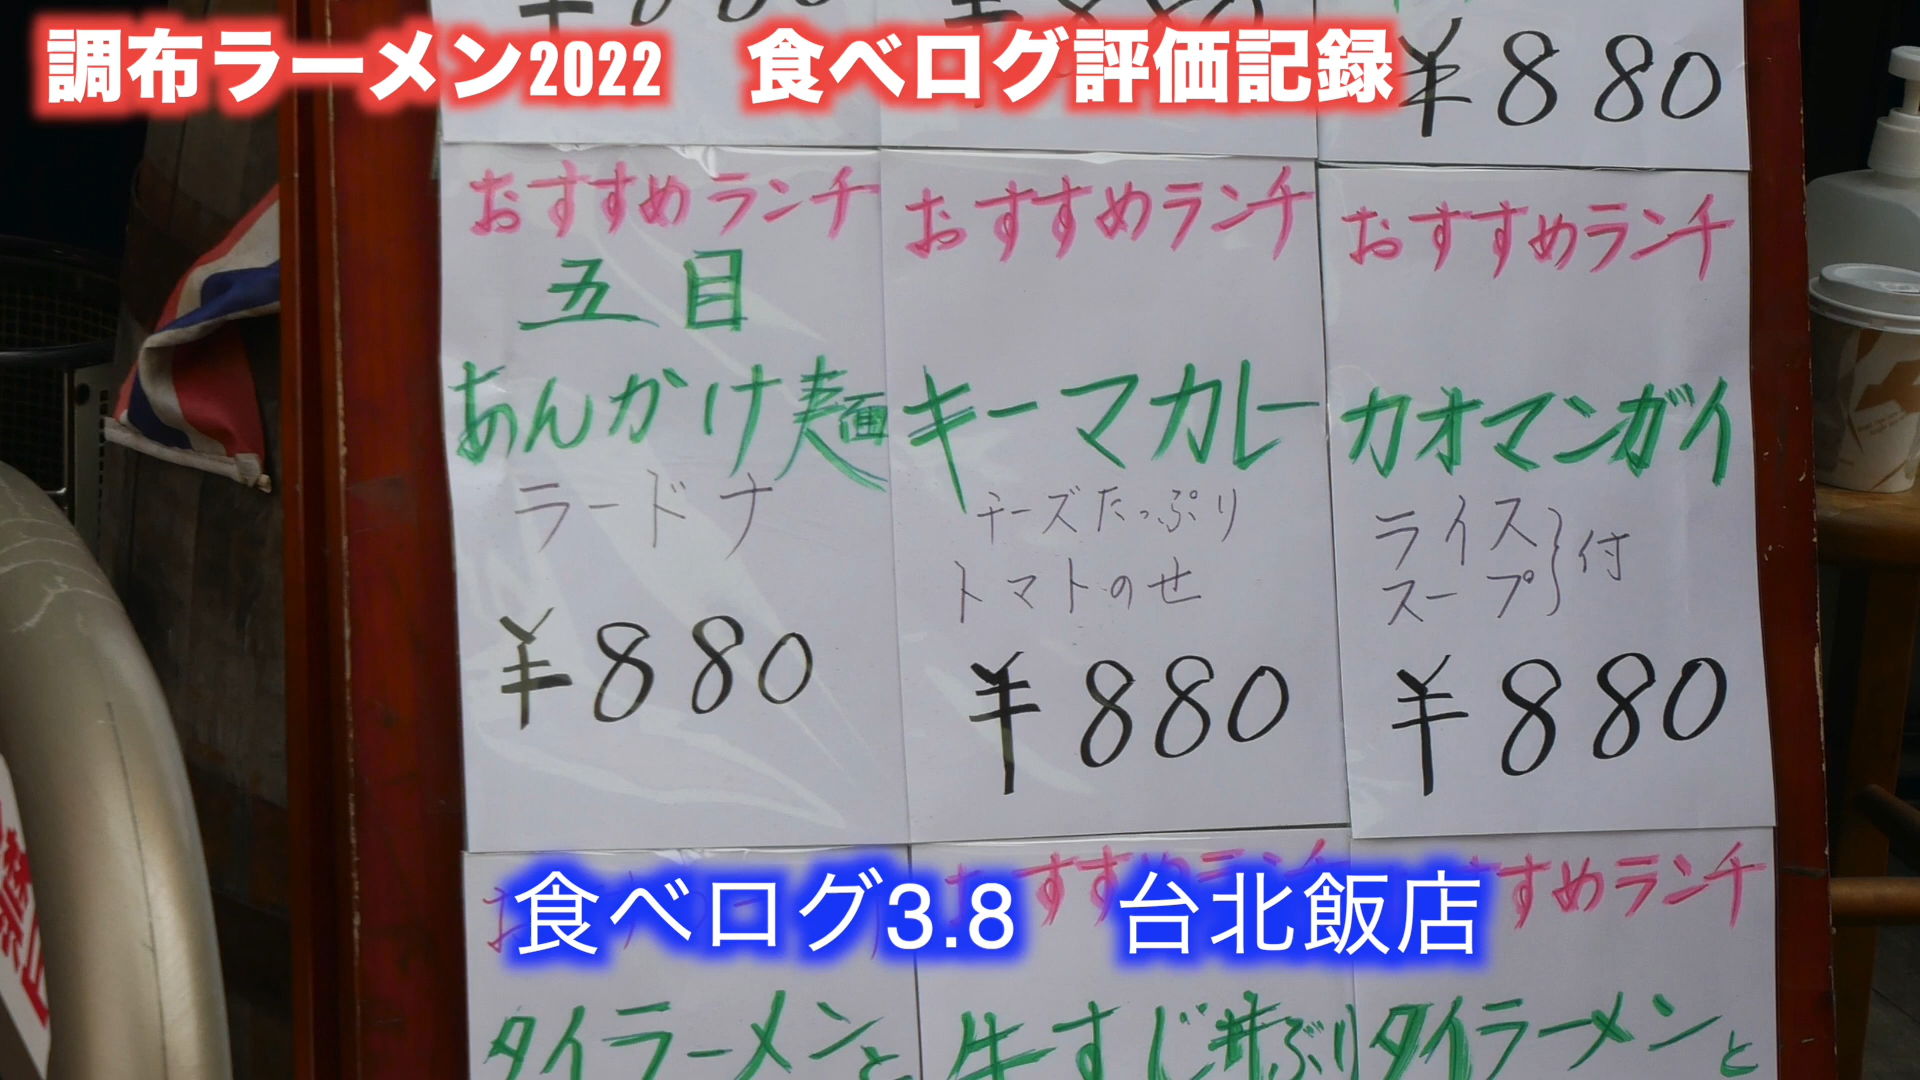 調布ラーメン2022 食べログ評価記録
¥880
おすすめランチ
五目
あんかけ麺
ラードナ
¥880
おすすめランチ
キーマカレー
チーズたっぷり
トマトのせ
¥880
おすすめランチ
カオマンガイ
ライス
スープ}付
¥880
食べログ3.8 台北飯店
タイラーメンと
牛すじ丼ぶり
すめランチ
タイラーメンと